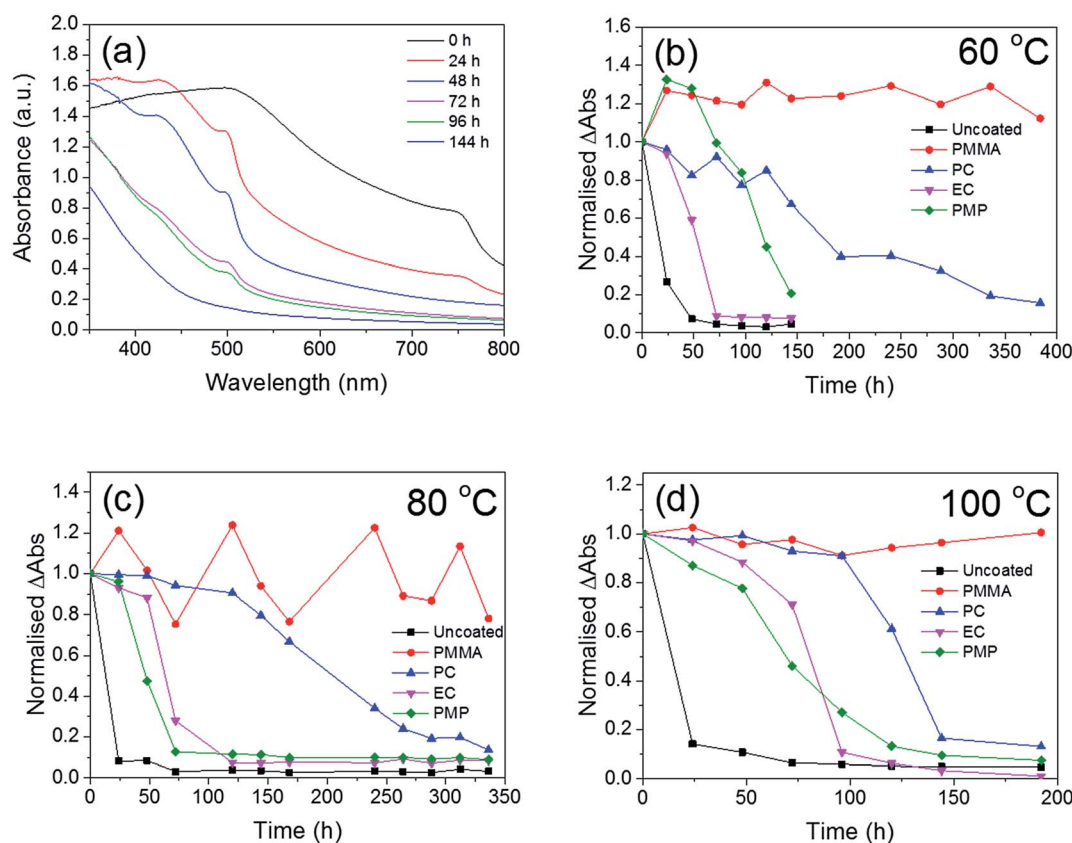 (a)
0 h
24 h
48 h
72 h
96 h
144 h
2.0
1.8
1.6
1.4
1.2
1.0
0.8
0.6
0.4
0.2
0.0
Absorbance (a.u.)
400 500 600 700 800
Wavelength (nm)
(b)
60 °C
Uncoated
PMMA
PC
EC
PMP
1.6
1.4
1.2
1.0
0.8
0.6
0.4
0.2
0.0
Normalised ΔAbs
0 50 100 150 200 250 300 350 400
Time (h)
(c)
80 °C
Uncoated
PMMA
PC
EC
PMP
1.4
1.2
1.0
0.8
0.6
0.4
0.2
0.0
Normalised ΔAbs
0 50 100 150 200 250 300 350
Time (h)
(d)
100 °C
Uncoated
PMMA
PC
EC
PMP
1.2
1.0
0.8
0.6
0.4
0.2
0.0
Normalised ΔAbs
0 50 100 150 200
Time (h)